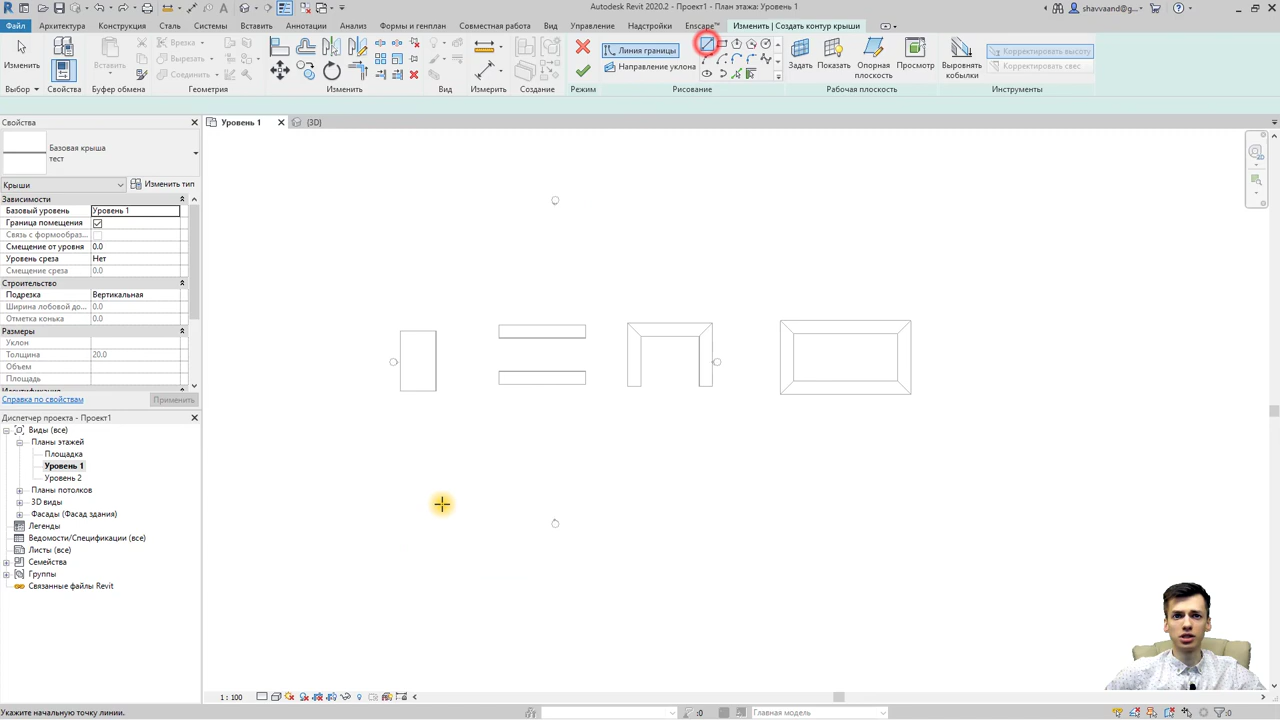 Autodesk Revit 2020.2 - Проект1 - План этажа: Уровень 1
shavvaand@g...
Файл Архитектура Конструкция Сталь Системы Вставить Аннотации Анализ Формы и генплан Совместная работа Вид Управление Надстройки Enscape™ Изменить | Создать контур крыши
Изменить
Вставить
Врезка
Вырезать
Соединить
Линия границы
Направление уклона
Задать Показать Опорная плоскость Просмотр
Выровнять кобылки
Корректировать высоту
Корректировать свес
Выбор Свойства Буфер обмена Геометрия Изменить Вид Измерить Создание Режим Рисование Рабочая плоскость Инструменты
Свойства
Уровень 1
{3D}
Базовая крыша
тест
Крыши
Изменить тип
Зависимости
Базовый уровень Уровень 1
Граница помещения
Связь с формообраз...
Смещение от уровня 0.0
Уровень среза Нет
Смещение среза 0.0
Строительство
Подрезка Вертикальная
Ширина лобовой до... 0.0
Отметка конька 0.0
Размеры
Уклон
Толщина 20.0
Объем
Площадь
Справка по свойствам
Применить
Диспетчер проекта - Проект1
Виды (все)
Планы этажей
Площадка
Уровень 1
Уровень 2
Планы потолков
3D виды
Фасады (Фасад здания)
Легенды
Ведомости/Спецификации (все)
Листы (все)
Семейства
Группы
Связанные файлы Revit
1 : 100
Укажите начальную точку линии.
:0
Главная модель
:0